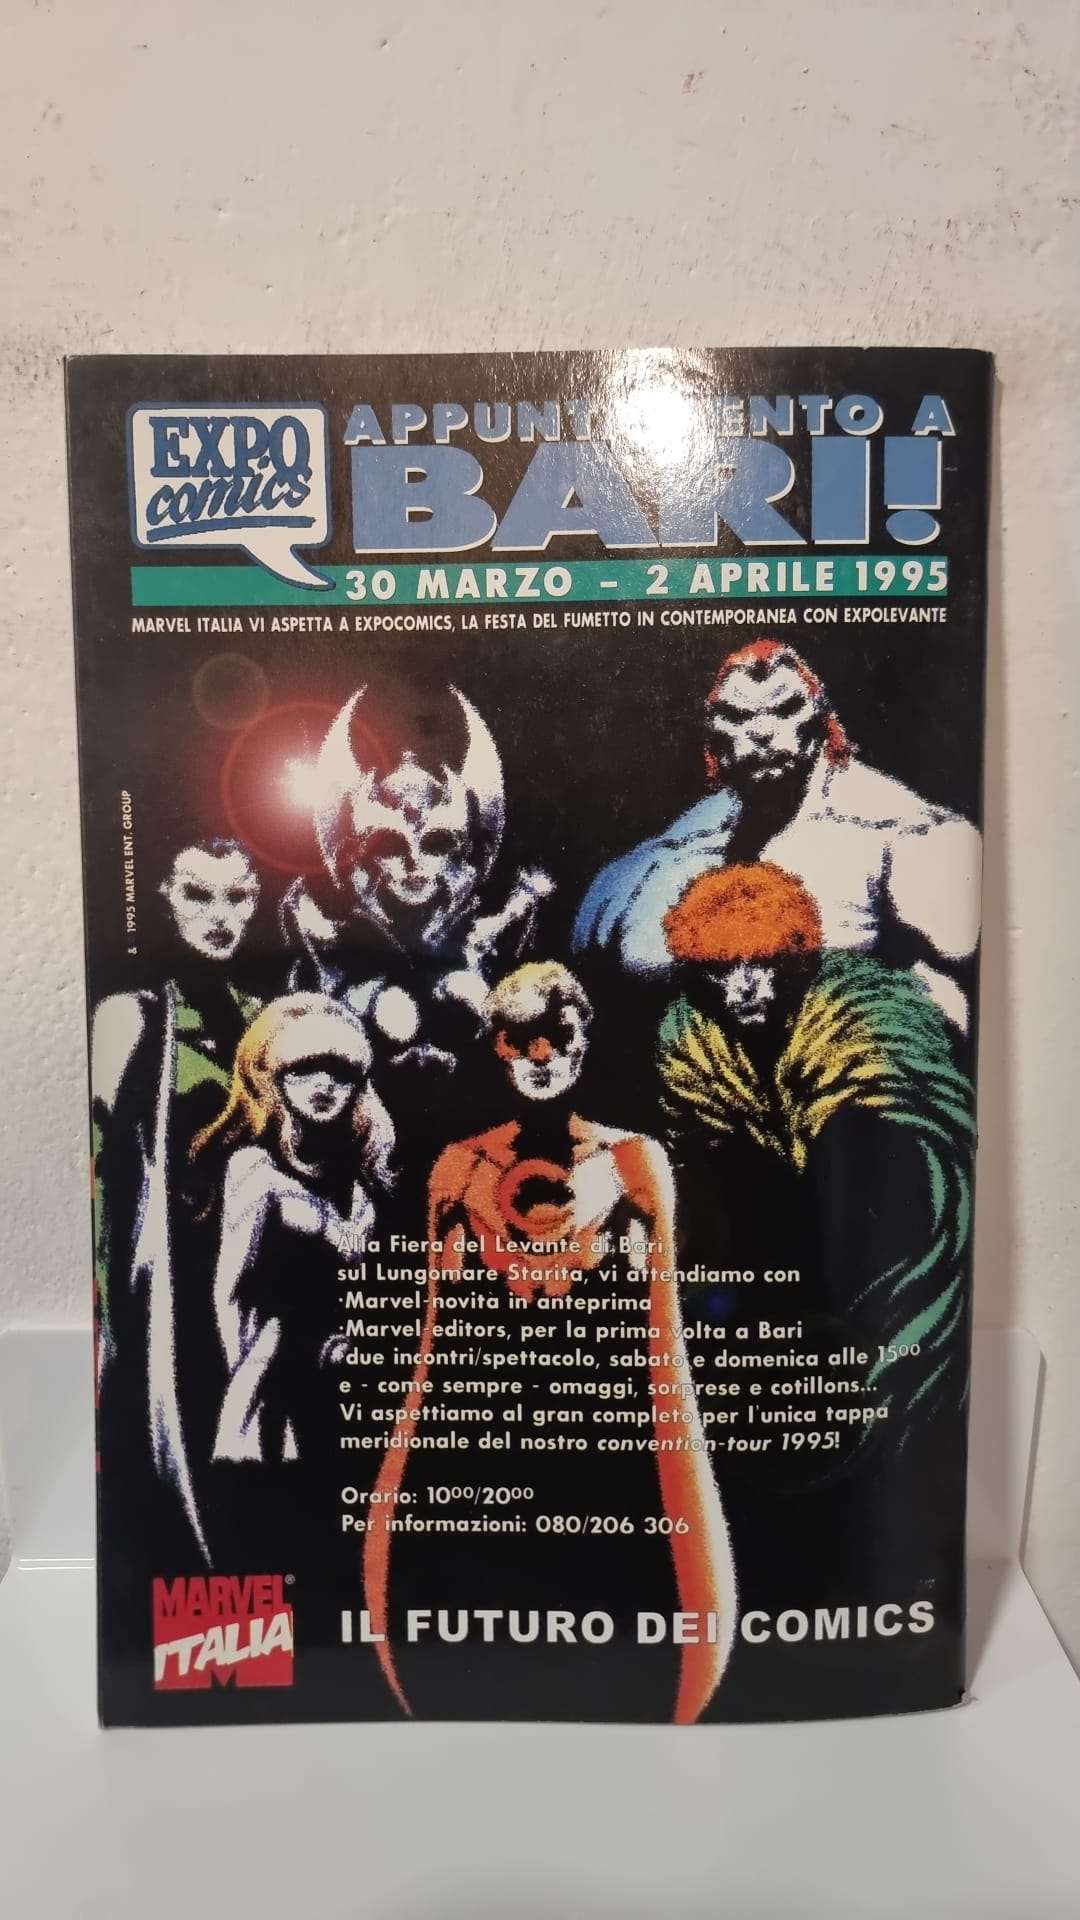 EXPO
comics
APPUNTAMENTO A
BARI!
30 MARZO - 2 APRILE 1995
MARVEL ITALIA VI ASPETTA A EXPOCOMICS, LA FESTA DEL FUMETTO IN CONTEMPORANEA CON EXPOLEVANTE
& 1995 MARVEL ENT. GROUP
Alla Fiera del Levante di Bari,
sul Lungomare Starita, vi attendiamo con
·Marvel-novità in anteprima
·Marvel-editors, per la prima volta a Bari
·due incontri/spettacolo, sabato e domenica alle 15⁰⁰
e - come sempre - omaggi, sorprese e cotillons...
Vi aspettiamo al gran completo per l'unica tappa
meridionale del nostro convention-tour 1995!
Orario: 10⁰⁰/20⁰⁰
Per informazioni: 080/206 306
MARVEL®
ITALIA
IL FUTURO DEI COMICS